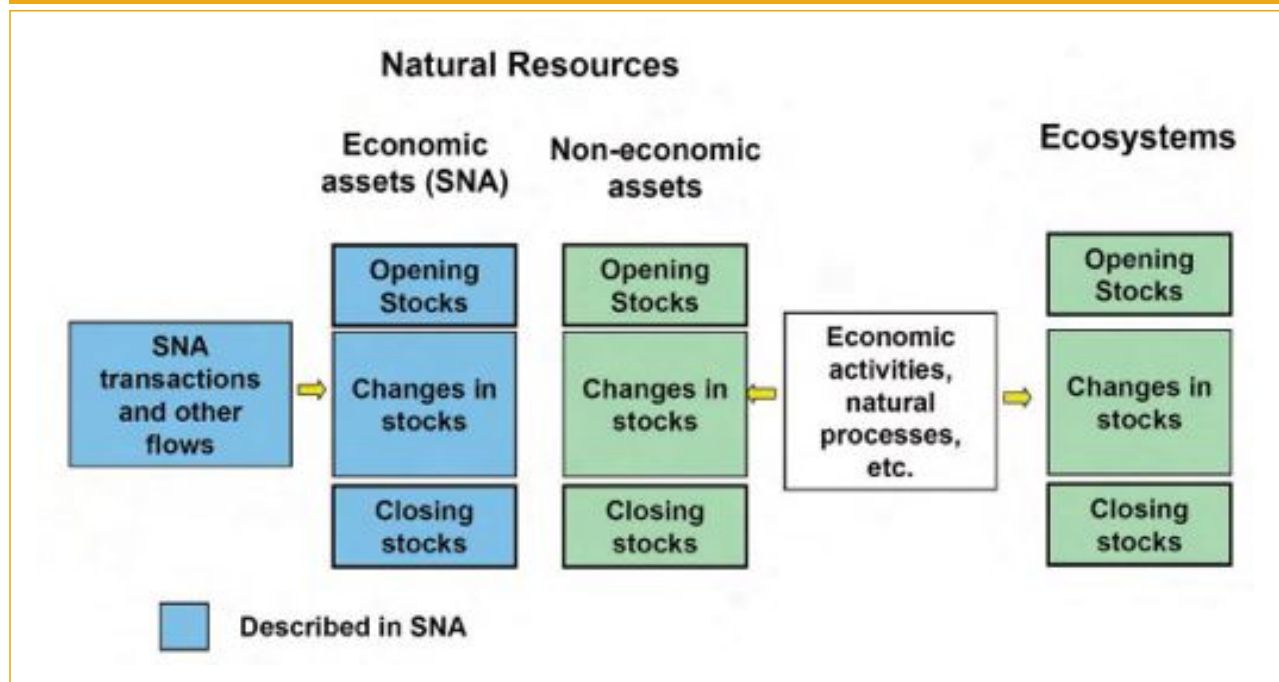 Natural Resources
Economic
assets (SNA)
Non-economic
assets
Ecosystems
SNA
transactions
and other
flows
Opening
Stocks
Changes in
stocks
Closing
stocks
Opening
Stocks
Changes in
stocks
Closing
stocks
Economic
activities,
natural
processes,
etc.
Opening
Stocks
Changes in
stocks
Closing
stocks
Described in SNA